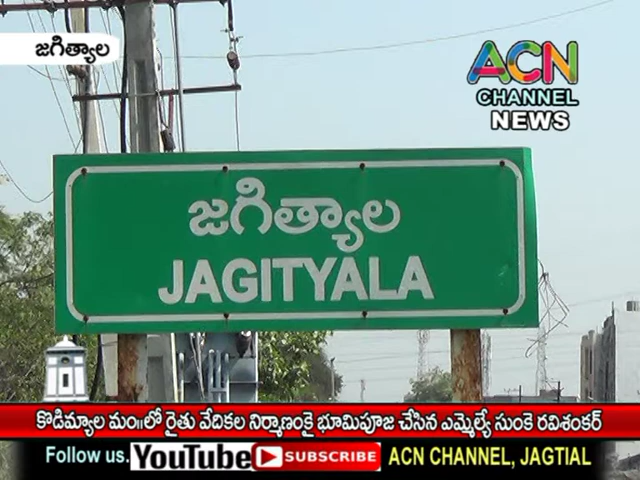 జగిత్యాల
ACN
CHANNEL
NEWS
జగిత్యాల
JAGITYALA
కొడిమ్యాల మం॥లో రైతు వేదికల నిర్మాణంకై భూమిపూజ చేసిన ఎమ్మెల్యే సుంకె రవిశంకర్
Follow us. YouTube SUBSCRIBE ACN CHANNEL, JAGTIAL